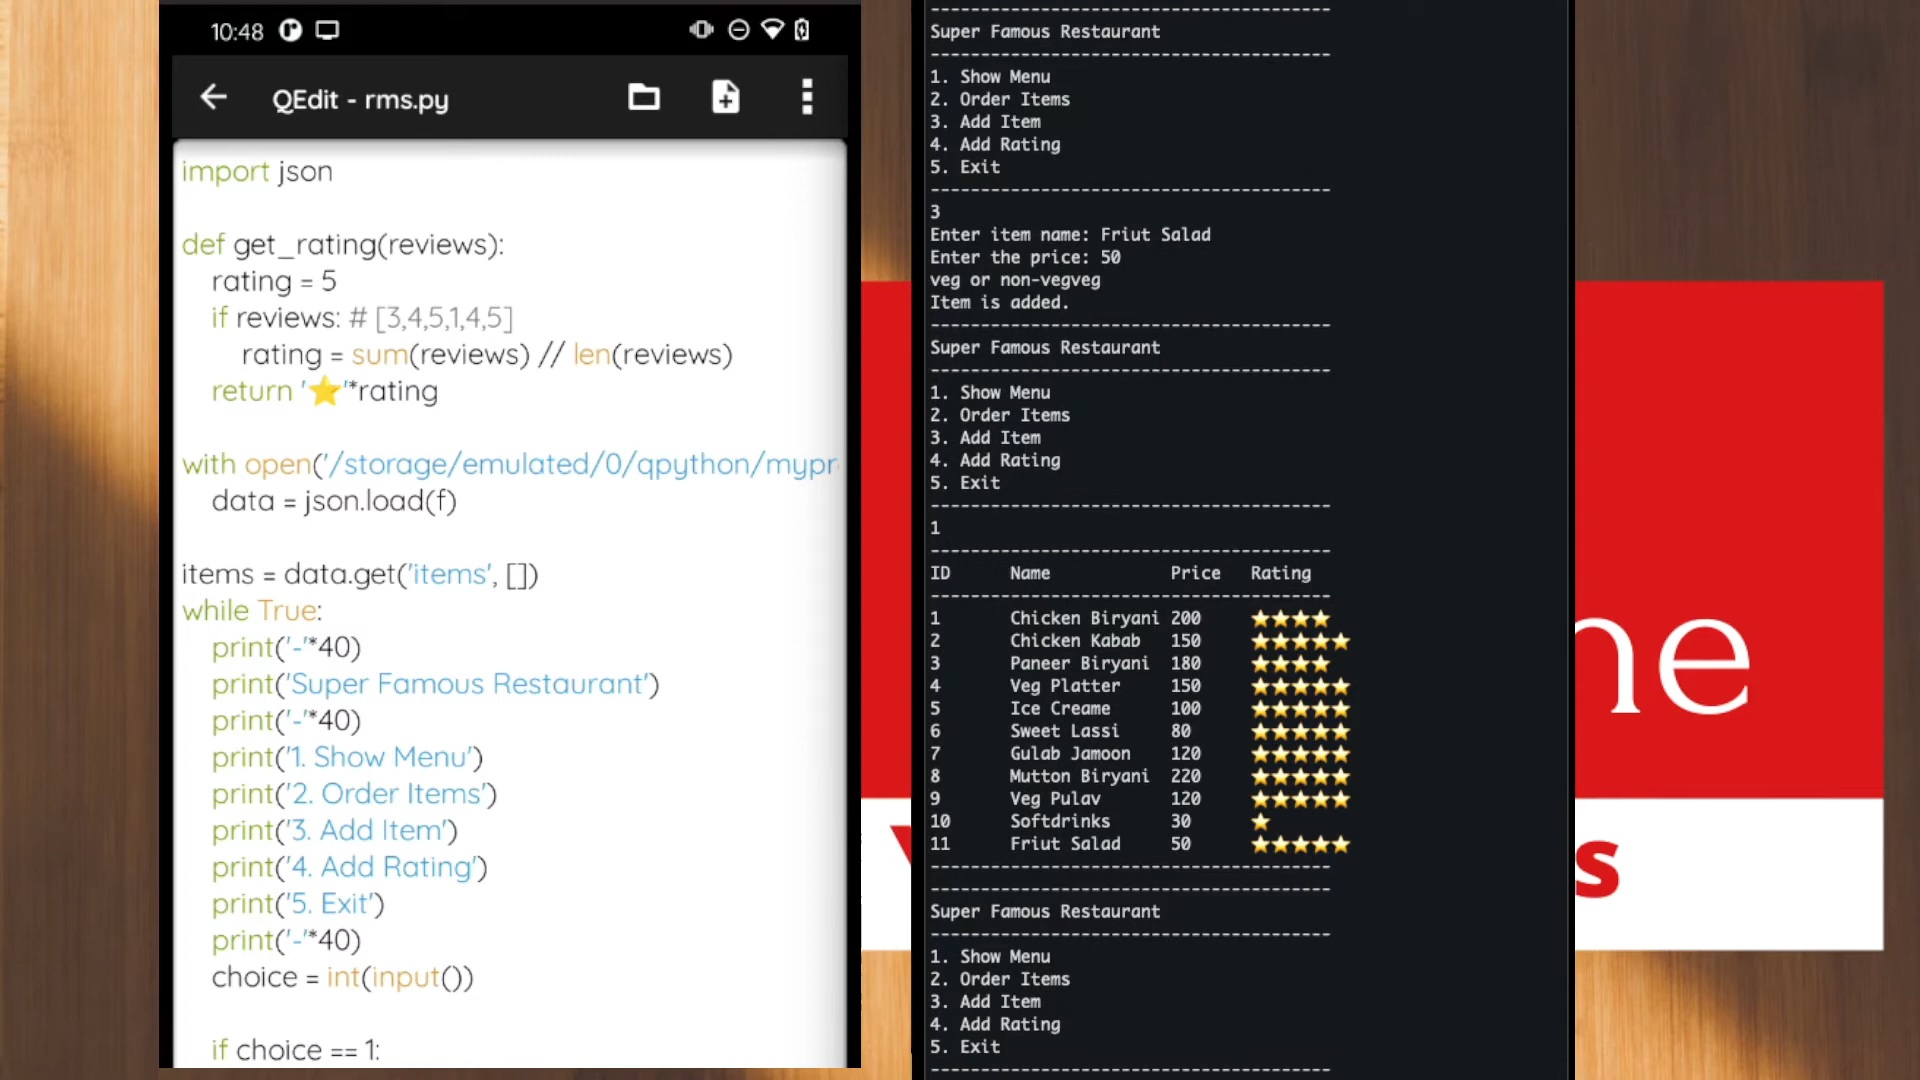 10:48
QEdit - rms.py
import json
def get_rating(reviews):
rating = 5
if reviews: # [3,4,5,1,4,5]
rating = sum(reviews) // len(reviews)
return '⭐'*rating
with open('/storage/emulated/0/qpython/mypr
data = json.load(f)
items = data.get('items', [])
while True:
print('-'*40)
print('Super Famous Restaurant')
print('-'*40)
print('1. Show Menu')
print('2. Order Items')
print('3. Add Item')
print('4. Add Rating')
print('5. Exit')
print('-'*40)
choice = int(input())
if choice == 1:
----------------------------------------
Super Famous Restaurant
----------------------------------------
1. Show Menu
2. Order Items
3. Add Item
4. Add Rating
5. Exit
----------------------------------------
3
Enter item name: Friut Salad
Enter the price: 50
veg or non-vegveg
Item is added.
----------------------------------------
Super Famous Restaurant
----------------------------------------
1. Show Menu
2. Order Items
3. Add Item
4. Add Rating
5. Exit
----------------------------------------
1
----------------------------------------
ID Name Price Rating
----------------------------------------
1 Chicken Biryani 200 ⭐⭐⭐⭐
2 Chicken Kabab 150 ⭐⭐⭐⭐⭐
3 Paneer Biryani 180 ⭐⭐⭐⭐
4 Veg Platter 150 ⭐⭐⭐⭐⭐
5 Ice Creame 100 ⭐⭐⭐⭐⭐
6 Sweet Lassi 80 ⭐⭐⭐⭐⭐
7 Gulab Jamoon 120 ⭐⭐⭐⭐⭐
8 Mutton Biryani 220 ⭐⭐⭐⭐⭐
9 Veg Pulav 120 ⭐⭐⭐⭐⭐
10 Softdrinks 30 ⭐
11 Friut Salad 50 ⭐⭐⭐⭐⭐
----------------------------------------
----------------------------------------
Super Famous Restaurant
----------------------------------------
1. Show Menu
2. Order Items
3. Add Item
4. Add Rating
5. Exit
----------------------------------------